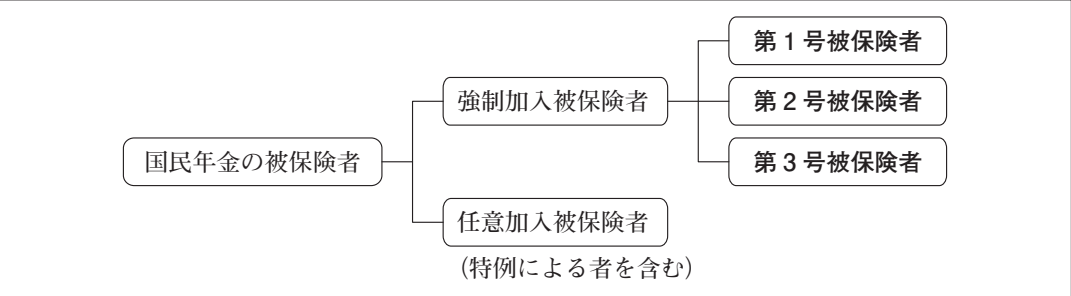 第1号被保険者
強制加入被保険者
第2号被保険者
国民年金の被保険者
第3号被保険者
任意加入被保険者
（特例による者を含む）